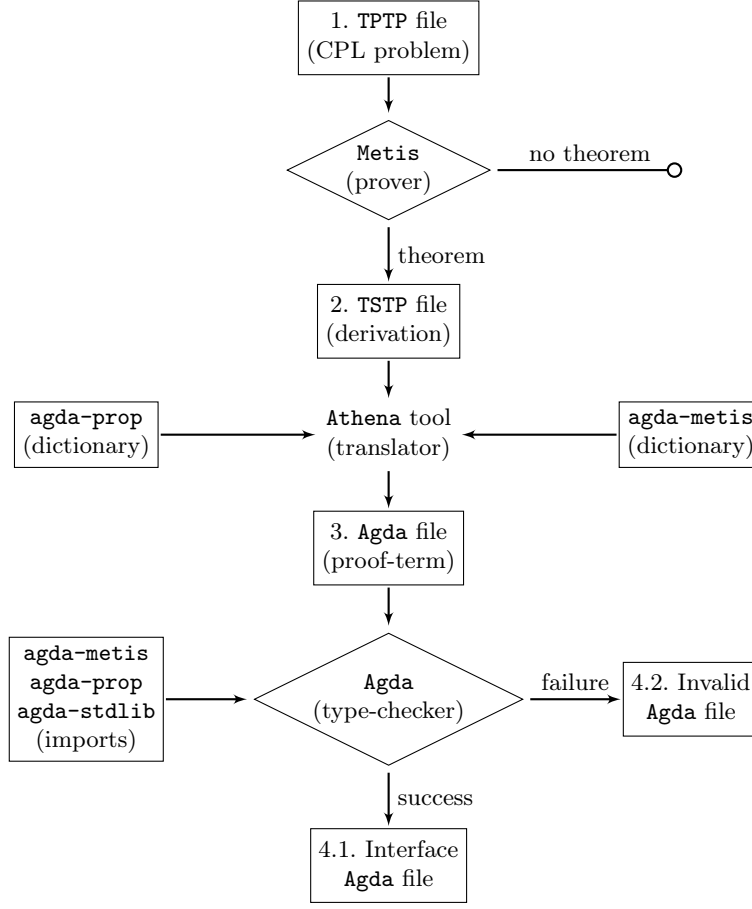 1. TPTP file
(CPL problem)
Metis
(prover)
no theorem
theorem
2. TSTP file
(derivation)
agda-prop
(dictionary)
Athena tool
(translator)
agda-metis
(dictionary)
3. Agda file
(proof-term)
agda-metis
agda-prop
agda-stdlib
(imports)
Agda
(type-checker)
failure
4.2. Invalid
Agda file
success
4.1. Interface
Agda file